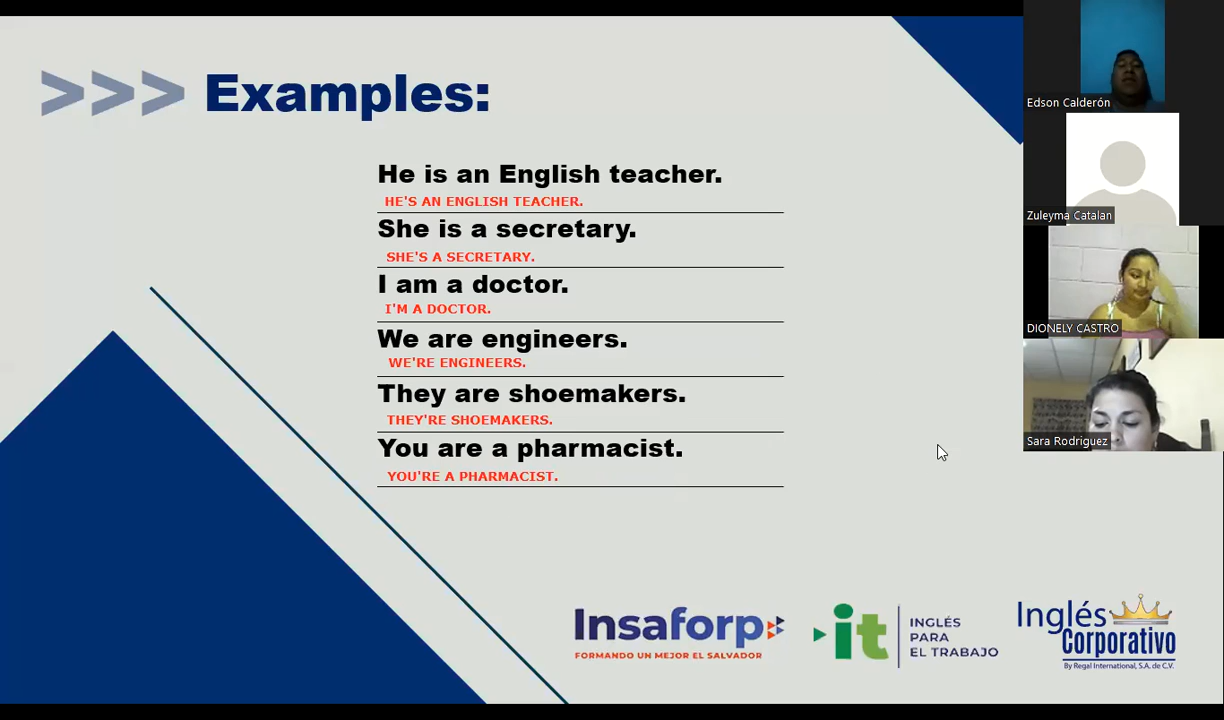 >>> Examples:
He is an English teacher.
HE'S AN ENGLISH TEACHER.
She is a secretary.
SHE'S A SECRETARY.
I am a doctor.
I'M A DOCTOR.
We are engineers.
WE'RE ENGINEERS.
They are shoemakers.
THEY'RE SHOEMAKERS.
You are a pharmacist.
YOU'RE A PHARMACIST.
Edson Calderón
Zuleyma Catalan
DIONELY CASTRO
Sara Rodriguez
Insaforp
FORMANDO UN MEJOR EL SALVADOR
it
INGLÉS
PARA
EL TRABAJO
Inglés
Corporativo
By Regal International, S.A. de C.V.